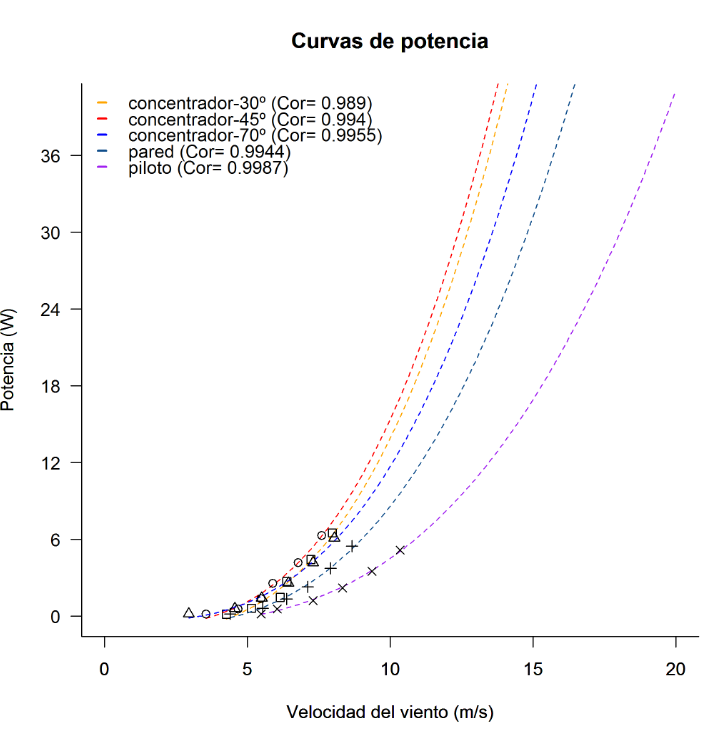 Curvas de potencia
concentrador-30º (Cor= 0.989)
concentrador-45º (Cor= 0.994)
concentrador-70º (Cor= 0.9955)
pared (Cor= 0.9944)
piloto (Cor= 0.9987)
36
30
24
18
12
6
0
Potencia (W)
0 5 10 15 20
Velocidad del viento (m/s)